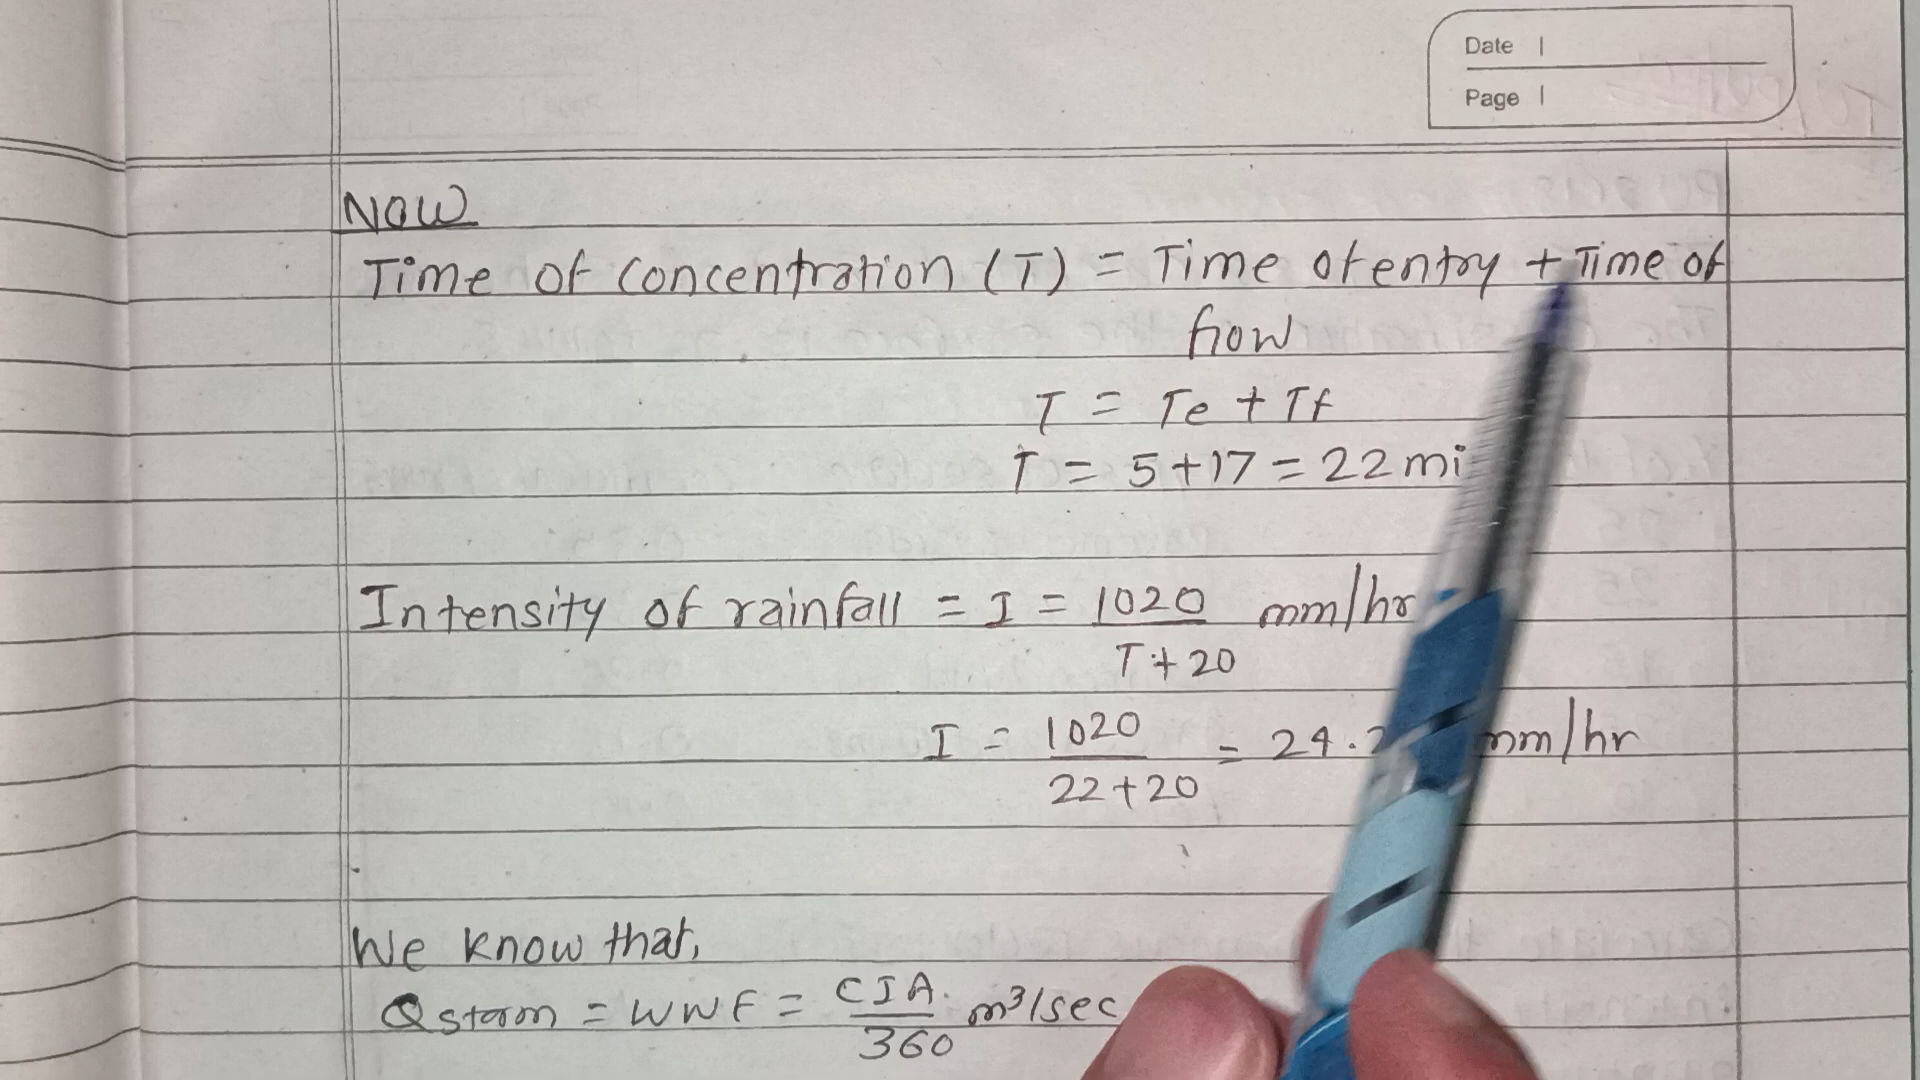 Date
Page
Now
Time of concentration (T) = Time of entry + Time of
flow
T = Te + Tf
T = 5+17 = 22 mi
Intensity of rainfall = I = 1020 mm/hr
T+20
I = 1020 = 24.2 mm/hr
22+20
We know that,
Qstorm = WWF = CIA m³/sec
360